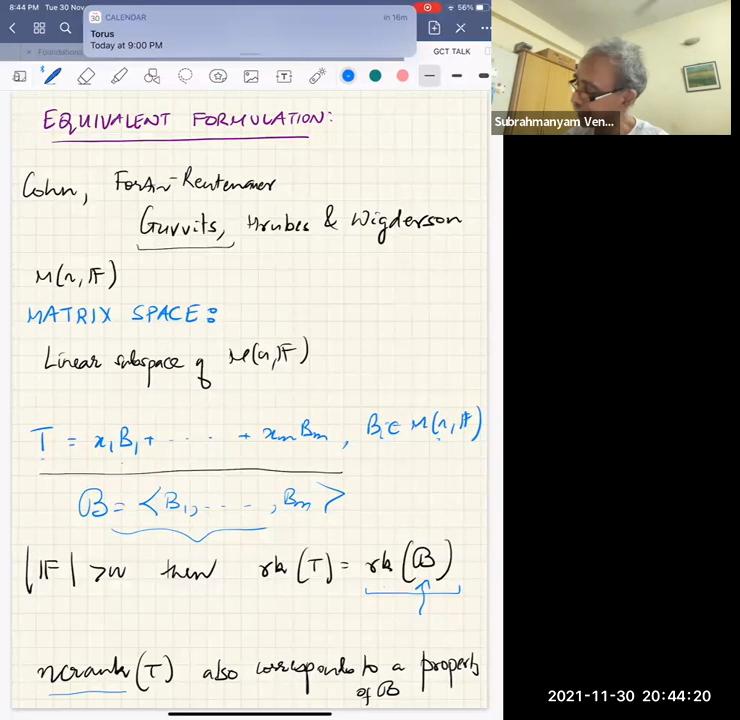 8:44 PM Tue 30 Nov
56%
CALENDAR
in 16m
30
Torus
Today at 9:00 PM
Foundation
GCT TALK
Subrahmanyam Ven...
EQUIVALENT FORMULATION:
Cohn, Fortin-Reutenauer
Gurvits, Hrubes & Wigderson
M(n, 𝔽)
MATRIX SPACE:
Linear subspace of M(n, 𝔽)
T = x₁B₁ + ...... + xₘBₘ, Bᵢ ∈ M(n, 𝔽)
ℬ = <B₁, ......, Bₘ>
|𝔽| > n then rk(T) = rk(ℬ)
ncrank(T) also corresponds to a property
of ℬ
2021-11-30 20:44:20